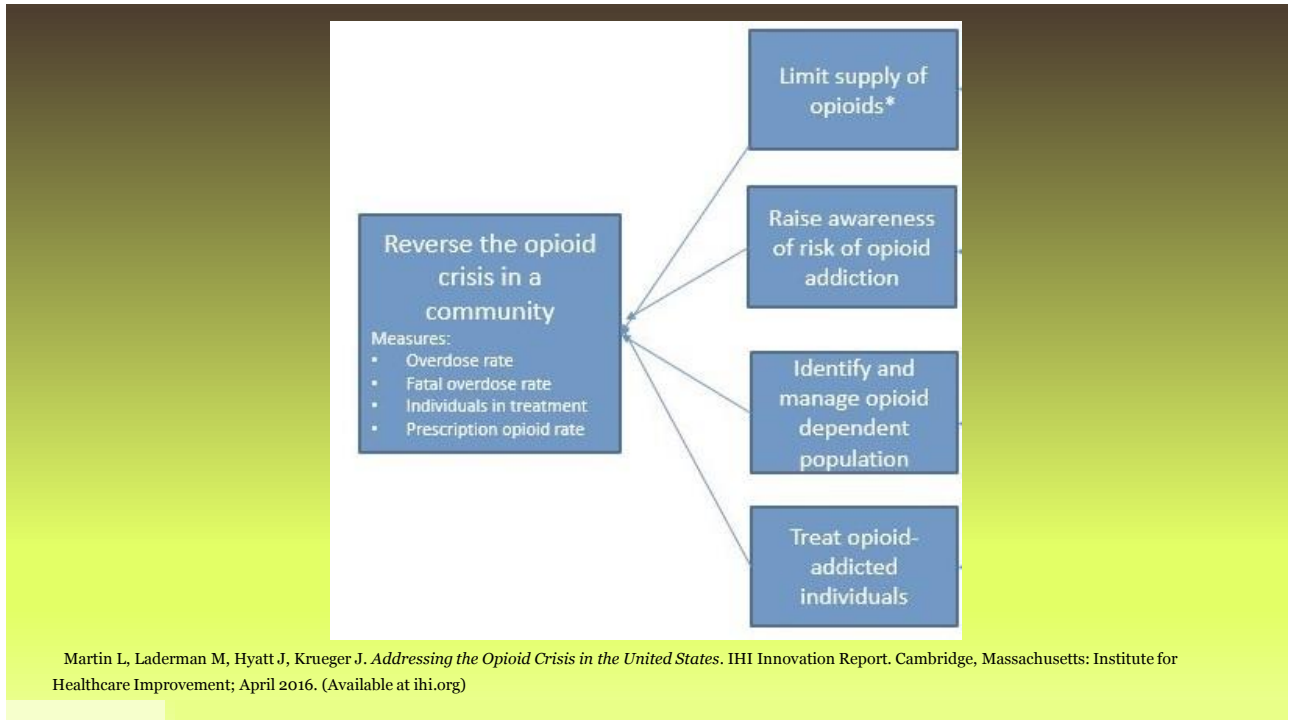 Limit supply of
opioids*
Raise awareness
of risk of opioid
addiction
Reverse the opioid
crisis in a
community
Measures:
• Overdose rate
• Fatal overdose rate
• Individuals in treatment
• Prescription opioid rate
Identify and
manage opioid
dependent
population
Treat opioid-
addicted
individuals
Martin L, Laderman M, Hyatt J, Krueger J. Addressing the Opioid Crisis in the United States. IHI Innovation Report. Cambridge, Massachusetts: Institute for
Healthcare Improvement; April 2016. (Available at ihi.org)